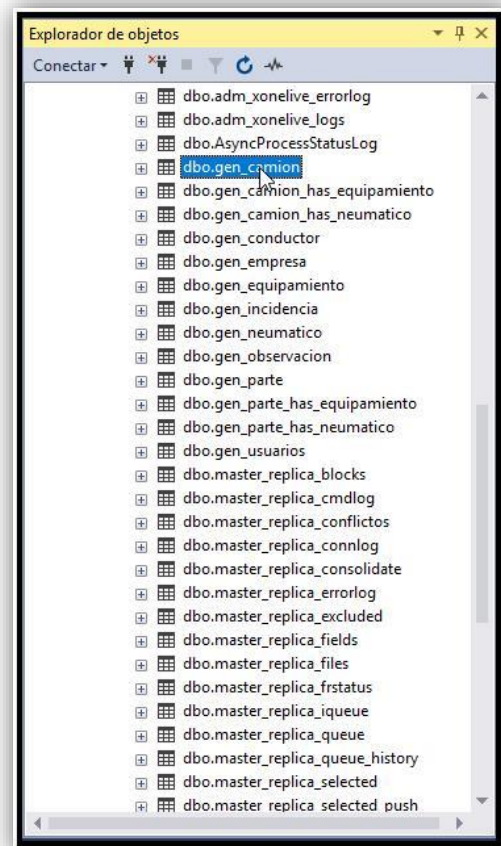 Explorador de objetos
Conectar
dbo.adm_xonelive_errorlog
dbo.adm_xonelive_logs
dbo.AsyncProcessStatusLog
dbo.gen_camion
dbo.gen_camion_has_equipamiento
dbo.gen_camion_has_neumatico
dbo.gen_conductor
dbo.gen_empresa
dbo.gen_equipamiento
dbo.gen_incidencia
dbo.gen_neumatico
dbo.gen_observacion
dbo.gen_parte
dbo.gen_parte_has_equipamiento
dbo.gen_parte_has_neumatico
dbo.gen_usuarios
dbo.master_replica_blocks
dbo.master_replica_cmdlog
dbo.master_replica_conflictos
dbo.master_replica_connlog
dbo.master_replica_consolidate
dbo.master_replica_errorlog
dbo.master_replica_excluded
dbo.master_replica_fields
dbo.master_replica_files
dbo.master_replica_frstatus
dbo.master_replica_iqueue
dbo.master_replica_queue
dbo.master_replica_queue_history
dbo.master_replica_selected
dbo.master_replica_selected_push